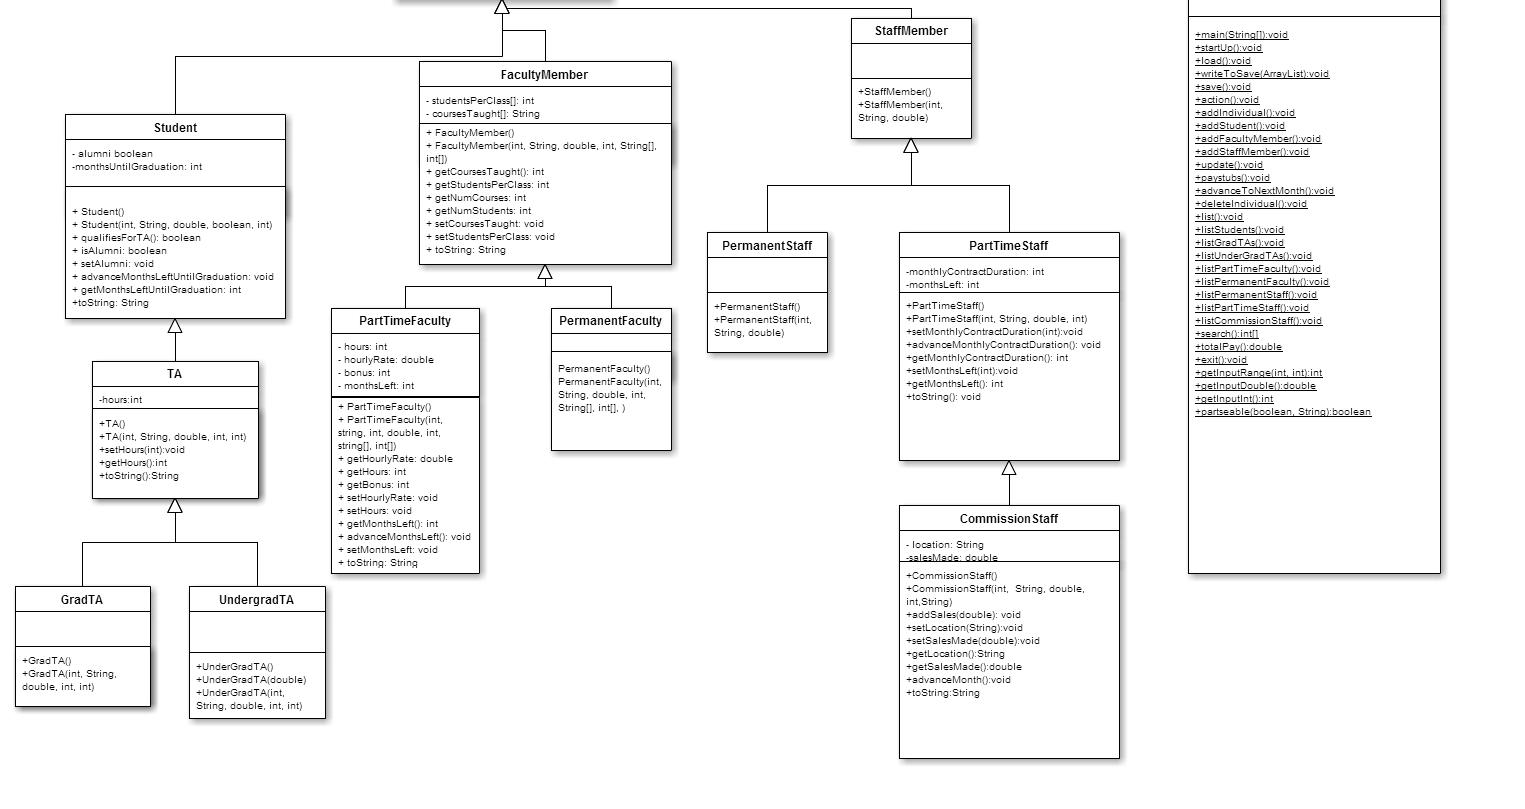 StaffMember
+StaffMember()
+StaffMember(int,
String, double)
FacultyMember
- studentsPerClass[]: int
- coursesTaught[]: String
+ FacultyMember()
+ FacultyMember(int, String, double, int, String[],
int[])
+ getCoursesTaught(): int
+ getStudentsPerClass: int
+ getNumCourses: int
+ getNumStudents: int
+ setCoursesTaught: void
+ setStudentsPerClass: void
+ toString: String
Student
- alumni boolean
-monthsUntilGraduation: int
+ Student()
+ Student(int, String, double, boolean, int)
+ qualifiesForTA(): boolean
+ isAlumni: boolean
+ setAlumni: void
+ advanceMonthsLeftUntilGraduation: void
+ getMonthsLeftUntilGraduation: int
+toString: String
PermanentStaff
+PermanentStaff()
+PermanentStaff(int,
String, double)
PartTimeStaff
-monthlyContractDuration: int
-monthsLeft: int
+PartTimeStaff()
+PartTimeStaff(int, String, double, int)
+setMonthlyContractDuration(int):void
+advanceMonthlyContractDuration: void
+getMonthlyContractDuration(): int
+setMonthsLeft(int):void
+getMonthsLeft(): int
+toString(): void
PartTimeFaculty
- hours: int
- hourlyRate: double
- bonus: int
- monthsLeft: int
+ PartTimeFaculty()
+ PartTimeFaculty(int,
string, int, double, int,
string[], int[])
+ getHourlyRate: double
+ getHours: int
+ getBonus: int
+ setHourlyRate: void
+ setHours: void
+ getMonthsLeft(): int
+ advanceMonthsLeft(): void
+ setMonthsLeft: void
+ toString: String
PermanentFaculty
PermanentFaculty()
PermanentFaculty(int,
String, double, int,
String[], int[], )
TA
-hours:int
+TA()
+TA(int, String, double, int, int)
+setHours(int):void
+getHours():int
+toString():String
GradTA
+GradTA()
+GradTA(int, String,
double, int, int)
UndergradTA
+UnderGradTA()
+UnderGradTA(double)
+UnderGradTA(int,
String, double, int, int)
CommissionStaff
- location: String
-salesMade: double
+CommissionStaff()
+CommissionStaff(int, String, double,
int,String)
+addSales(double): void
+setLocation(String):void
+setSalesMade(double):void
+getLocation():String
+getSalesMade():double
+advanceMonth():void
+toString:String
+main(String[]):void
+startUp():void
+load():void
+writeToSave(ArrayList):void
+save():void
+action():void
+addIndividual():void
+addStudent():void
+addFacultyMember():void
+addStaffMember():void
+update():void
+paystubs():void
+advanceToNextMonth():void
+deleteIndividual():void
+list():void
+listStudents():void
+listGradTAs():void
+listUnderGradTAs():void
+listPartTimeFaculty():void
+listPermanentFaculty():void
+listPermanentStaff():void
+listPartTimeStaff():void
+listCommissionStaff():void
+search():int[]
+totalPay():double
+exit():void
+getInputRange(int, int):int
+getInputDouble():double
+getInputInt():int
+partseable(boolean, String):boolean